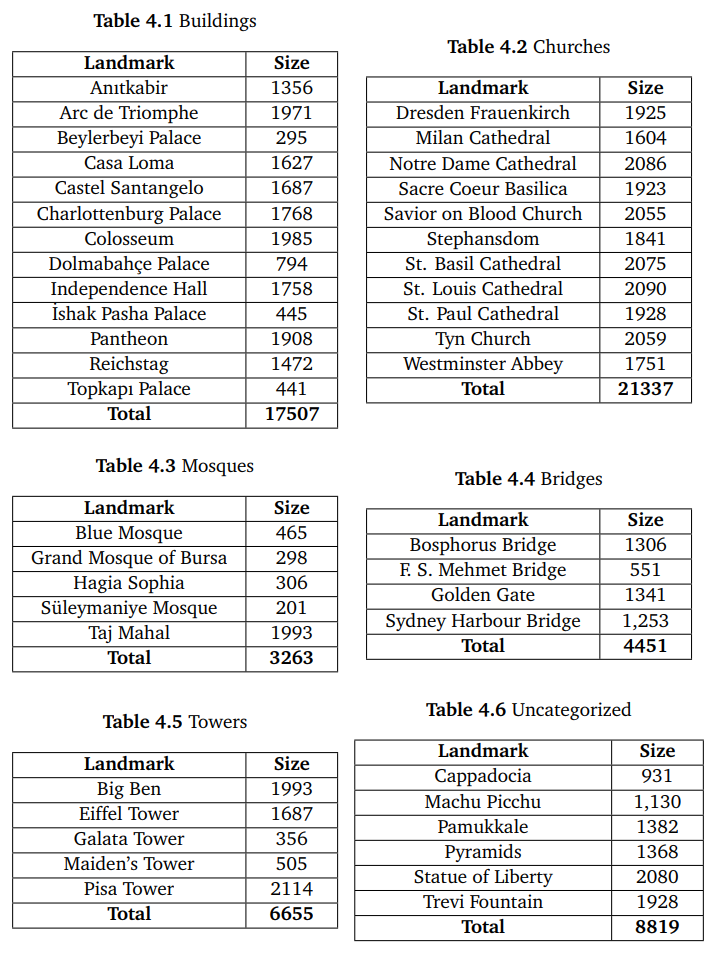 Table 4.1 Buildings
Landmark Size
Anıtkabir 1356
Arc de Triomphe 1971
Beylerbeyi Palace 295
Casa Loma 1627
Castel Santangelo 1687
Charlottenburg Palace 1768
Colosseum 1985
Dolmabahçe Palace 794
Independence Hall 1758
İshak Pasha Palace 445
Pantheon 1908
Reichstag 1472
Topkapı Palace 441
Total 17507
Table 4.2 Churches
Landmark Size
Dresden Frauenkirch 1925
Milan Cathedral 1604
Notre Dame Cathedral 2086
Sacre Coeur Basilica 1923
Savior on Blood Church 2055
Stephansdom 1841
St. Basil Cathedral 2075
St. Louis Cathedral 2090
St. Paul Cathedral 1928
Tyn Church 2059
Westminster Abbey 1751
Total 21337
Table 4.3 Mosques
Landmark Size
Blue Mosque 465
Grand Mosque of Bursa 298
Hagia Sophia 306
Süleymaniye Mosque 201
Taj Mahal 1993
Total 3263
Table 4.4 Bridges
Landmark Size
Bosphorus Bridge 1306
F. S. Mehmet Bridge 551
Golden Gate 1341
Sydney Harbour Bridge 1,253
Total 4451
Table 4.5 Towers
Landmark Size
Big Ben 1993
Eiffel Tower 1687
Galata Tower 356
Maiden's Tower 505
Pisa Tower 2114
Total 6655
Table 4.6 Uncategorized
Landmark Size
Cappadocia 931
Machu Picchu 1,130
Pamukkale 1382
Pyramids 1368
Statue of Liberty 2080
Trevi Fountain 1928
Total 8819